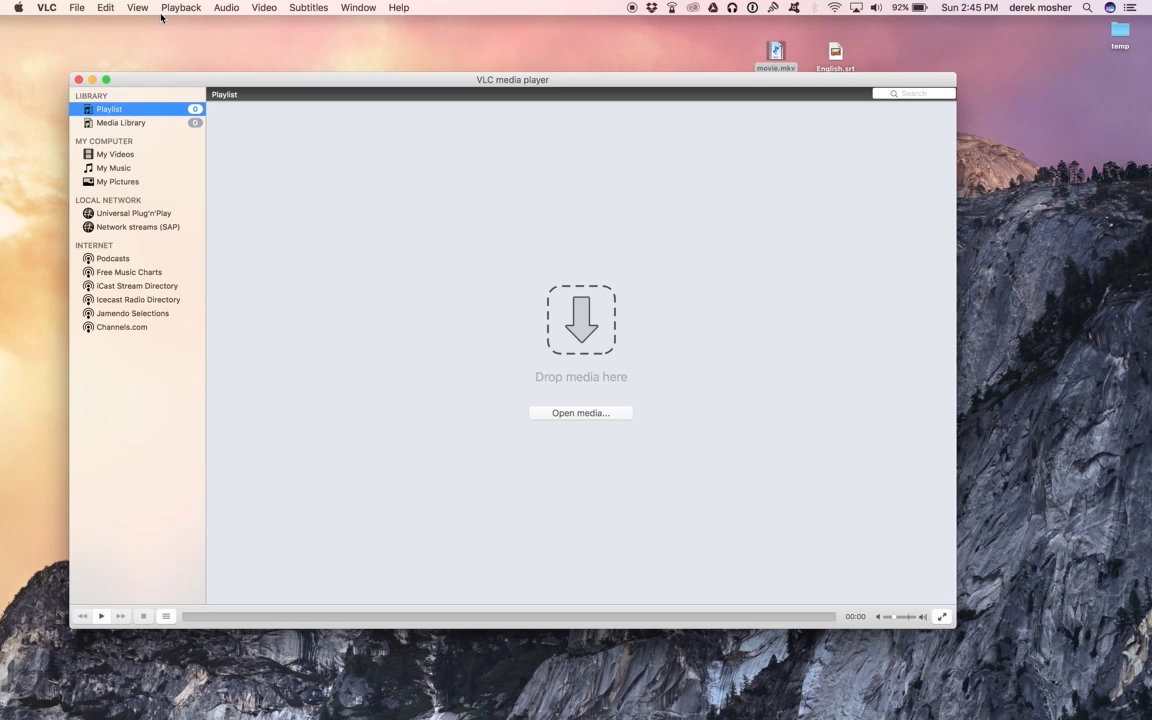 VLC File Edit View Playback Audio Video Subtitles Window Help 92% Sun 2:45 PM derek mosher
temp
movie.mkv English.srt
VLC media player
LIBRARY
Playlist 0
Media Library 0
MY COMPUTER
My Videos
My Music
My Pictures
LOCAL NETWORK
Universal Plug'n'Play
Network streams (SAP)
INTERNET
Podcasts
Free Music Charts
iCast Stream Directory
Icecast Radio Directory
Jamendo Selections
Channels.com
Playlist
Search
Drop media here
Open media...
00:00